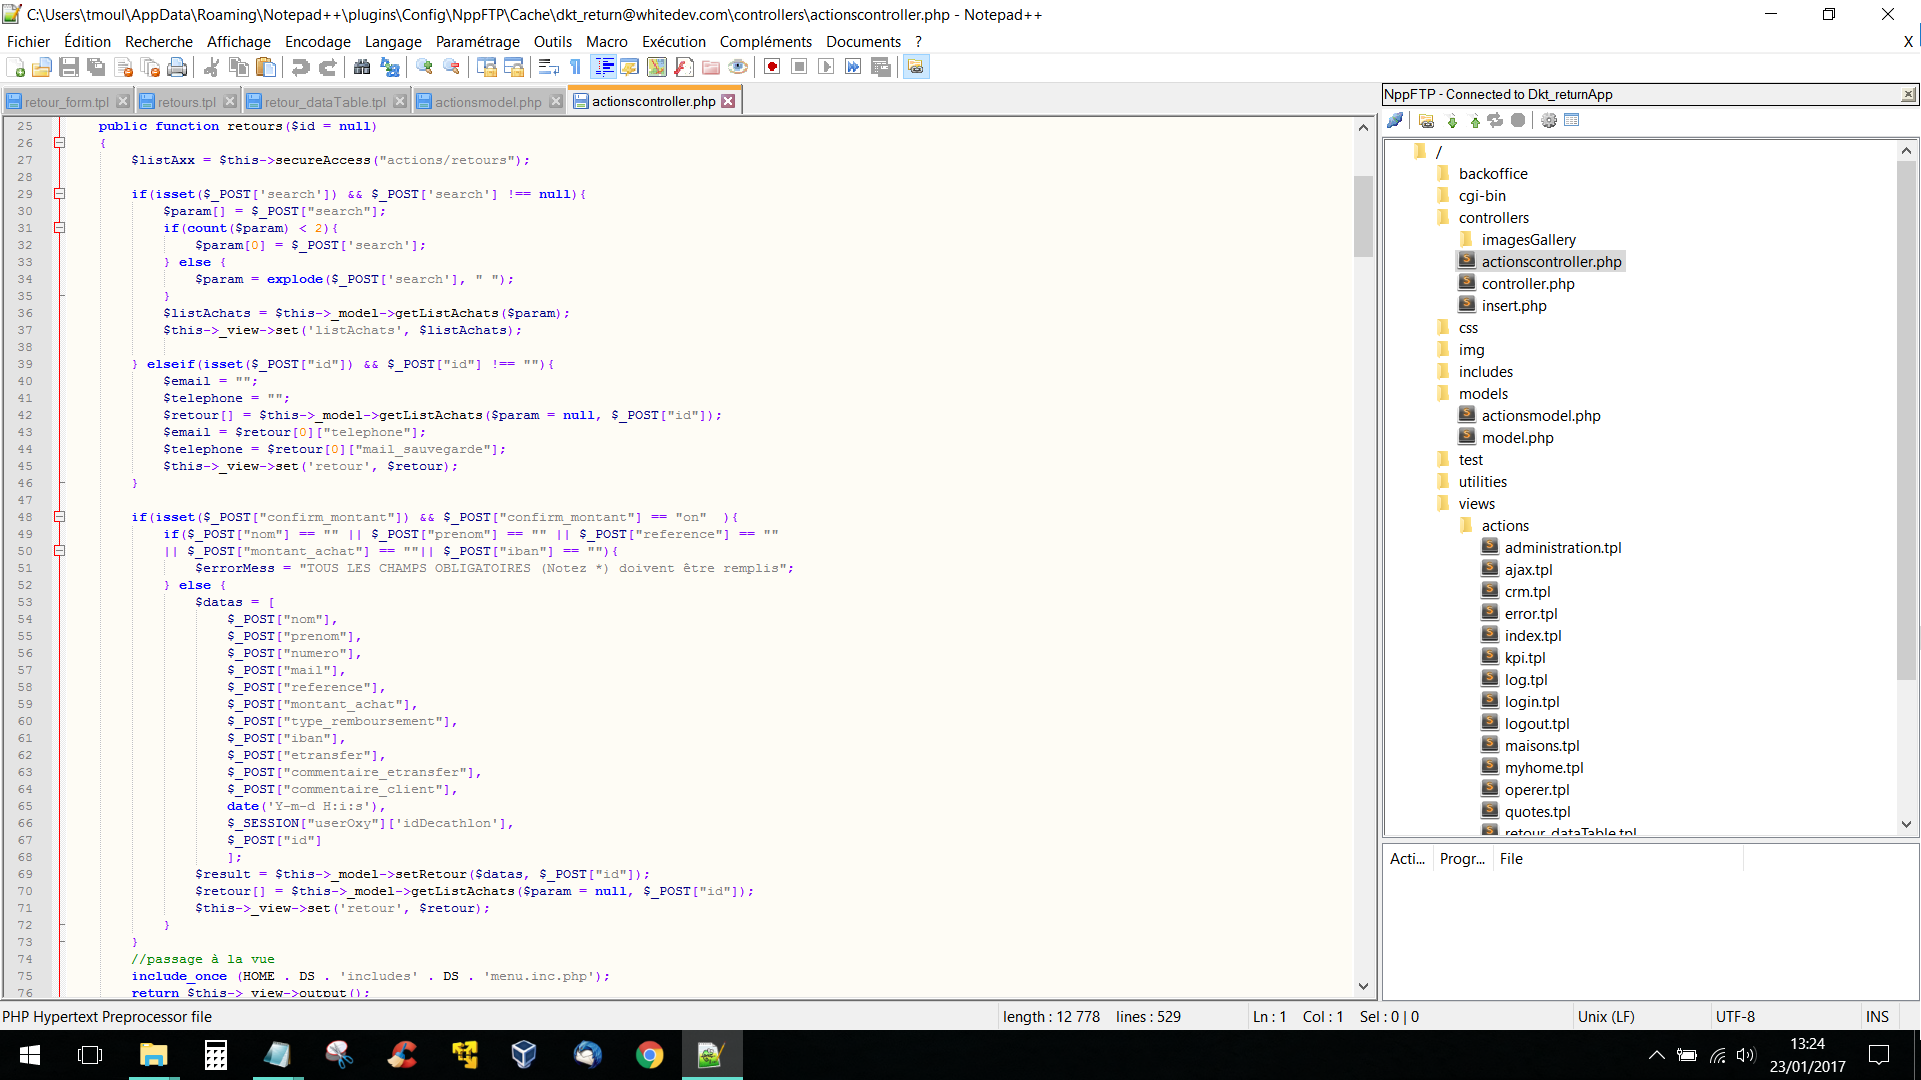 C:\Users\tmoul\AppData\Roaming\Notepad++\plugins\Config\NppFTP\Cache\dkt_return@whitedev.com\controllers\actionscontroller.php - Notepad++
Fichier Édition Recherche Affichage Encodage Langage Paramétrage Outils Macro Exécution Compléments Documents ? X
retour_form.tpl retours.tpl retour_dataTable.tpl actionsmodel.php actionscontroller.php
25 public function retours($id = null)
26 {
27 $listAxx = $this->secureAccess("actions/retours");
28
29 if(isset($_POST['search']) && $_POST['search'] !== null){
30 $param[] = $_POST["search"];
31 if(count($param) < 2){
32 $param[0] = $_POST['search'];
33 } else {
34 $param = explode($_POST['search'], " ");
35 }
36 $listAchats = $this->_model->getListAchats($param);
37 $this->_view->set('listAchats', $listAchats);
38
39 } elseif(isset($_POST["id"]) && $_POST["id"] !== ""){
40 $email = "";
41 $telephone = "";
42 $retour[] = $this->_model->getListAchats($param = null, $_POST["id"]);
43 $email = $retour[0]["telephone"];
44 $telephone = $retour[0]["mail_sauvegarde"];
45 $this->_view->set('retour', $retour);
46 }
47
48 if(isset($_POST["confirm_montant"]) && $_POST["confirm_montant"] == "on" ){
49 if($_POST["nom"] == "" || $_POST["prenom"] == "" || $_POST["reference"] == ""
50 || $_POST["montant_achat"] == ""|| $_POST["iban"] == ""){
51 $errorMess = "TOUS LES CHAMPS OBLIGATOIRES (Notez *) doivent être remplis";
52 } else {
53 $datas = [
54 $_POST["nom"],
55 $_POST["prenom"],
56 $_POST["numero"],
57 $_POST["mail"],
58 $_POST["reference"],
59 $_POST["montant_achat"],
60 $_POST["type_remboursement"],
61 $_POST["iban"],
62 $_POST["etransfer"],
63 $_POST["commentaire_etransfer"],
64 $_POST["commentaire_client"],
65 date('Y-m-d H:i:s'),
66 $_SESSION["userOxy"]['idDecathlon'],
67 $_POST["id"]
68 ];
69 $result = $this->_model->setRetour($datas, $_POST["id"]);
70 $retour[] = $this->_model->getListAchats($param = null, $_POST["id"]);
71 $this->_view->set('retour', $retour);
72 }
73 }
74 //passage à la vue
75 include_once (HOME . DS . 'includes' . DS . 'menu.inc.php');
76 return $this->_view->output();
NppFTP - Connected to Dkt_returnApp
/
backoffice
cgi-bin
controllers
imagesGallery
actionscontroller.php
controller.php
insert.php
css
img
includes
models
actionsmodel.php
model.php
test
utilities
views
actions
administration.tpl
ajax.tpl
crm.tpl
error.tpl
index.tpl
kpi.tpl
log.tpl
login.tpl
logout.tpl
maisons.tpl
myhome.tpl
operer.tpl
quotes.tpl
retour_dataTable.tpl
Acti... Progr... File
PHP Hypertext Preprocessor file length : 12 778 lines : 529 Ln : 1 Col : 1 Sel : 0 | 0 Unix (LF) UTF-8 INS
13:24
23/01/2017